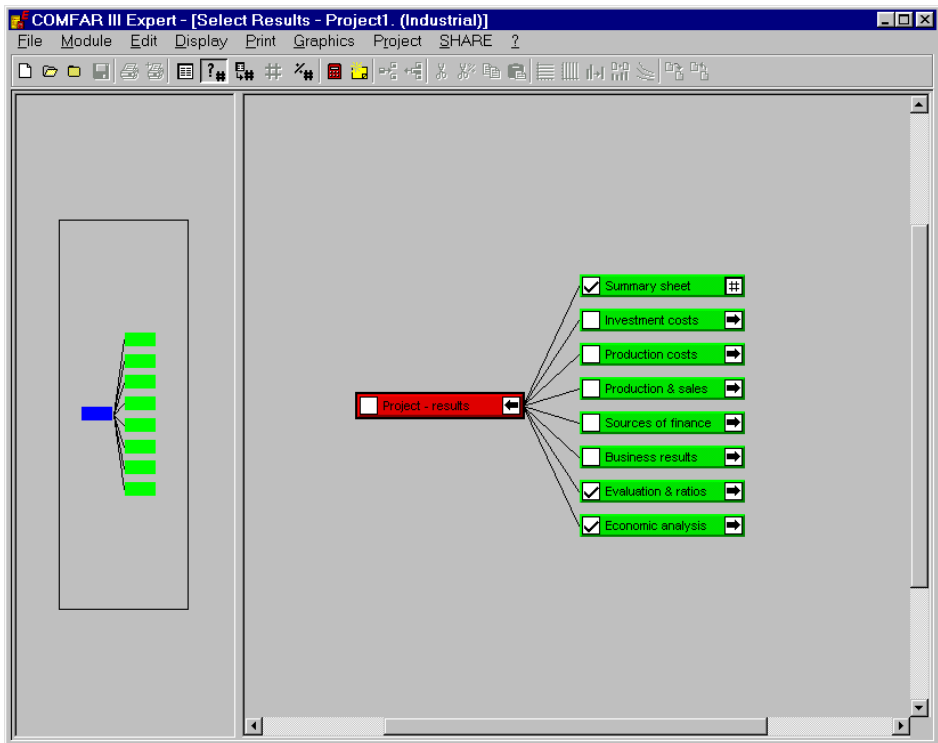 COMFAR III Expert - [Select Results - Project1. (Industrial)]
File Module Edit Display Print Graphics Project SHARE ?
Summary sheet
Investment costs
Production costs
Production & sales
Project - results
Sources of finance
Business results
Evaluation & ratios
Economic analysis